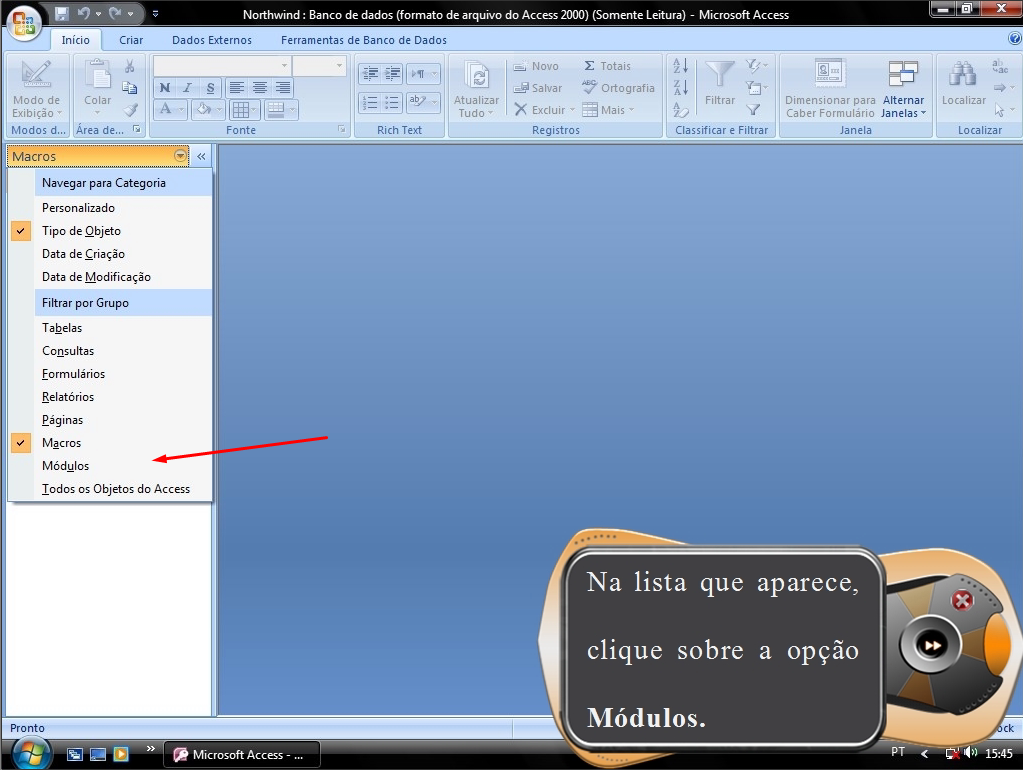 Northwind : Banco de dados (formato de arquivo do Access 2000) (Somente Leitura) - Microsoft Access
Início Criar Dados Externos Ferramentas de Banco de Dados
Modo de Exibição
Modos d...
Colar
Área de...
N I S
A
Fonte
Rich Text
Atualizar Tudo
Novo
Salvar
Excluir
Totais
Ortografia
Mais
Registros
Filtrar
Classificar e Filtrar
Dimensionar para Caber Formulário
Alternar Janelas
Janela
Localizar
Localizar
Macros «
Navegar para Categoria
Personalizado
Tipo de Objeto
Data de Criação
Data de Modificação
Filtrar por Grupo
Tabelas
Consultas
Formulários
Relatórios
Páginas
Macros
Módulos
Todos os Objetos do Access
Na lista que aparece,
clique sobre a opção
Módulos.
Pronto
Microsoft Access - ...
PT
15:45